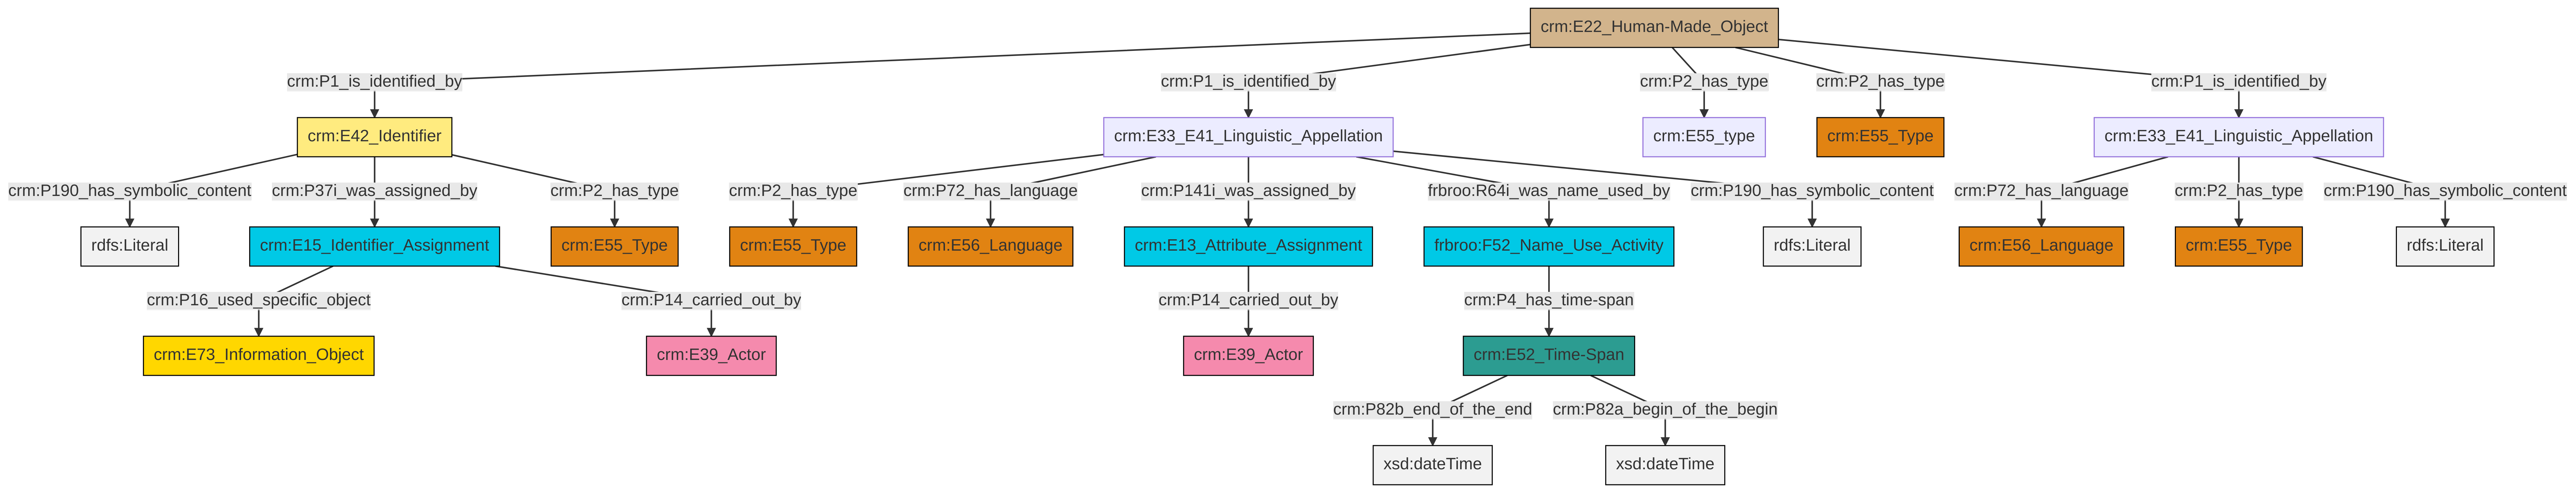 crm:E22_Human-Made_Object
crm:P1_is_identified_by
crm:P1_is_identified_by
crm:P2_has_type
crm:P2_has_type
crm:P1_is_identified_by
crm:E42_Identifier
crm:E33_E41_Linguistic_Appellation
crm:E55_type
crm:E55_Type
crm:E33_E41_Linguistic_Appellation
crm:P190_has_symbolic_content
crm:P37i_was_assigned_by
crm:P2_has_type
crm:P2_has_type
crm:P72_has_language
crm:P141i_was_assigned_by
frbroo:R64i_was_name_used_by
crm:P190_has_symbolic_content
crm:P72_has_language
crm:P2_has_type
crm:P190_has_symbolic_content
rdfs:Literal
crm:E15_Identifier_Assignment
crm:E55_Type
crm:E55_Type
crm:E56_Language
crm:E13_Attribute_Assignment
frbroo:F52_Name_Use_Activity
rdfs:Literal
crm:E56_Language
crm:E55_Type
rdfs:Literal
crm:P16_used_specific_object
crm:P14_carried_out_by
crm:P14_carried_out_by
crm:P4_has_time-span
crm:E73_Information_Object
crm:E39_Actor
crm:E39_Actor
crm:E52_Time-Span
crm:P82b_end_of_the_end
crm:P82a_begin_of_the_begin
xsd:dateTime
xsd:dateTime